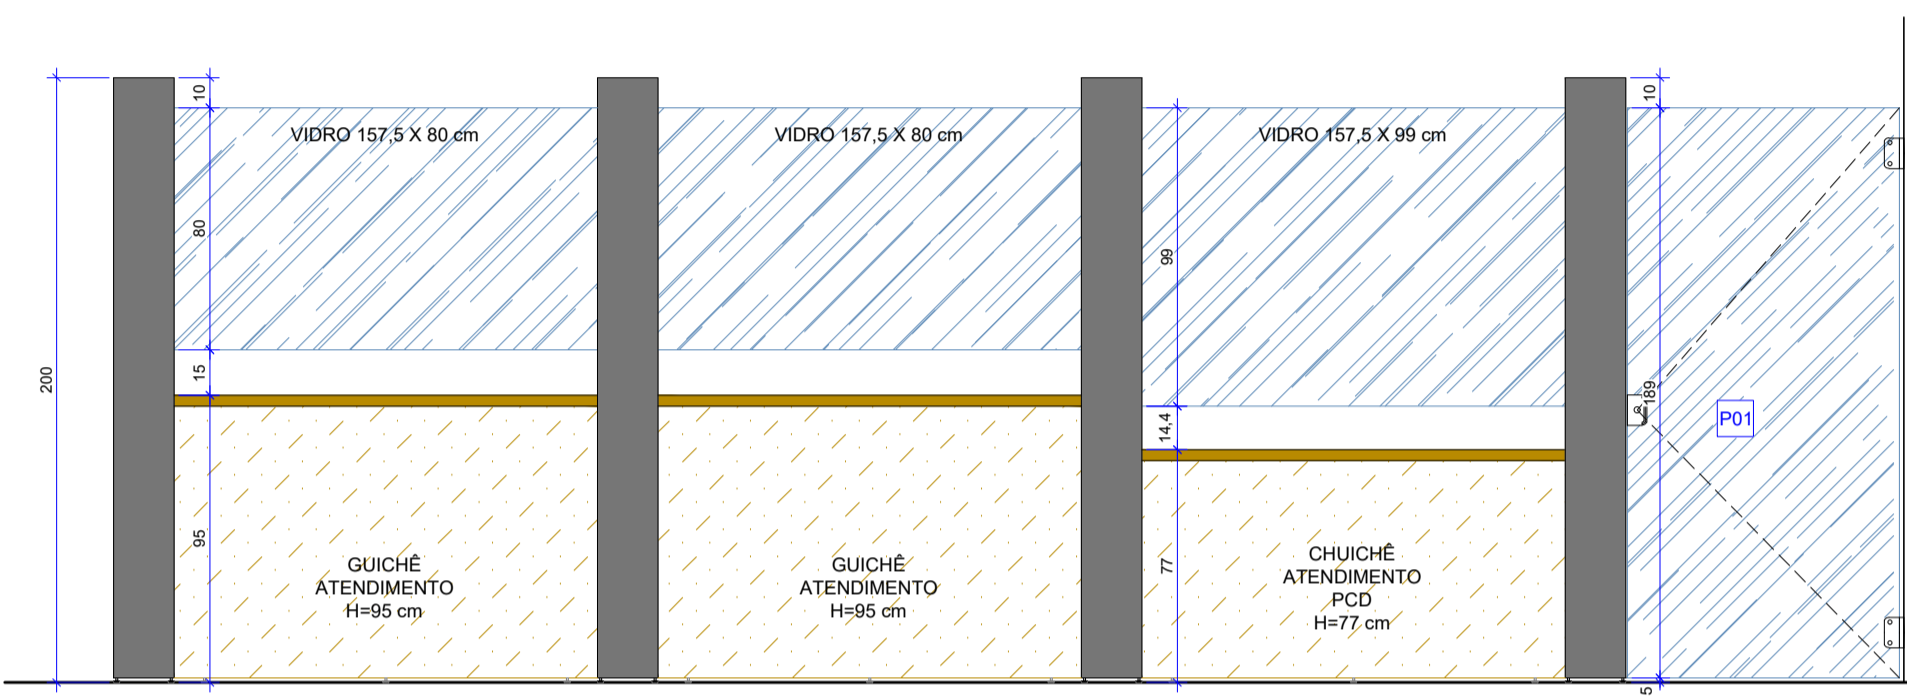 10
10
VIDRO 157,5 X 80 cm
VIDRO 157,5 X 80 cm
VIDRO 157,5 X 99 cm
80
99
200
15
189
14,4
P01
95
77
GUICHÊ
ATENDIMENTO
H=95 cm
GUICHÊ
ATENDIMENTO
H=95 cm
CHUICHÊ
ATENDIMENTO
PCD
H=77 cm
5